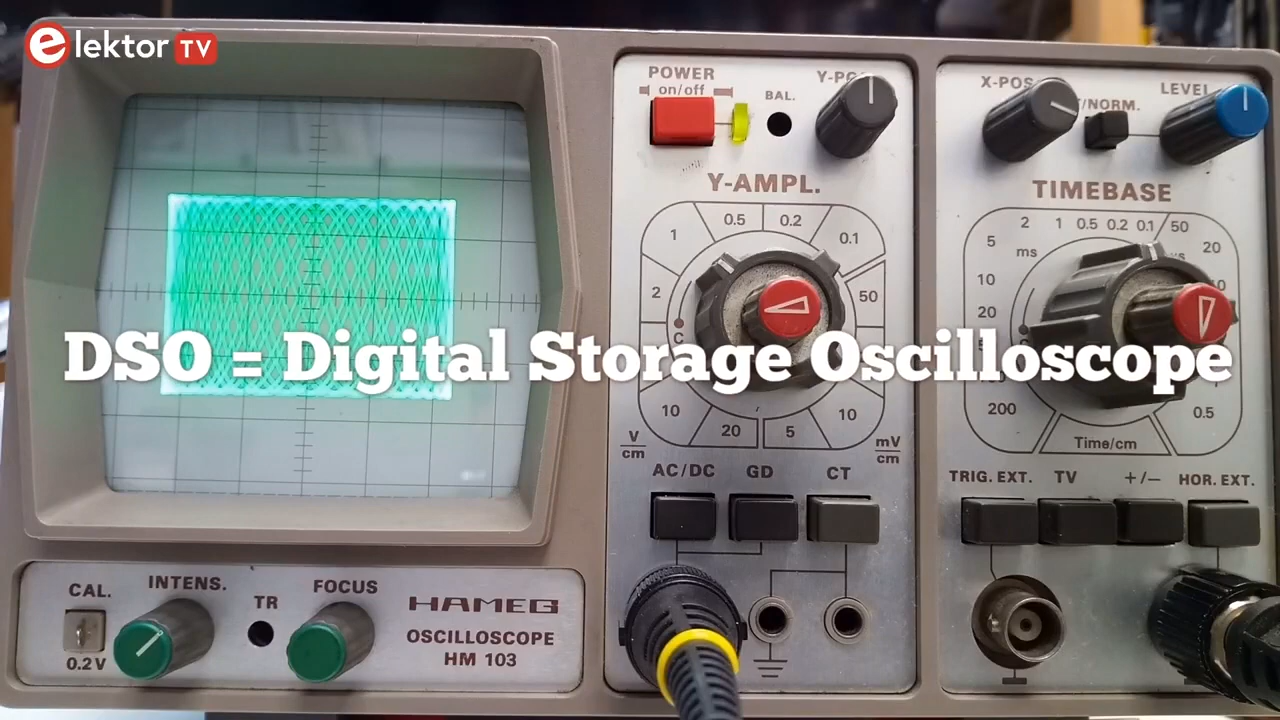 elektor TV
DSO = Digital Storage Oscilloscope
POWER
on/off
BAL.
Y-AMPL.
0.5 0.2
1 0.1
2 50
10 10
20 5
V/cm
mV/cm
AC/DC GD CT
X-POS.
LEVEL
TIMEBASE
2 1 0.5 0.2 0.1 50
5 ms 20
10
20
200 0.5
Time/cm
TRIG. EXT. TV +/— HOR. EXT.
CAL.
0.2 V
INTENS.
TR
FOCUS
HAMEG
OSCILLOSCOPE
HM 103